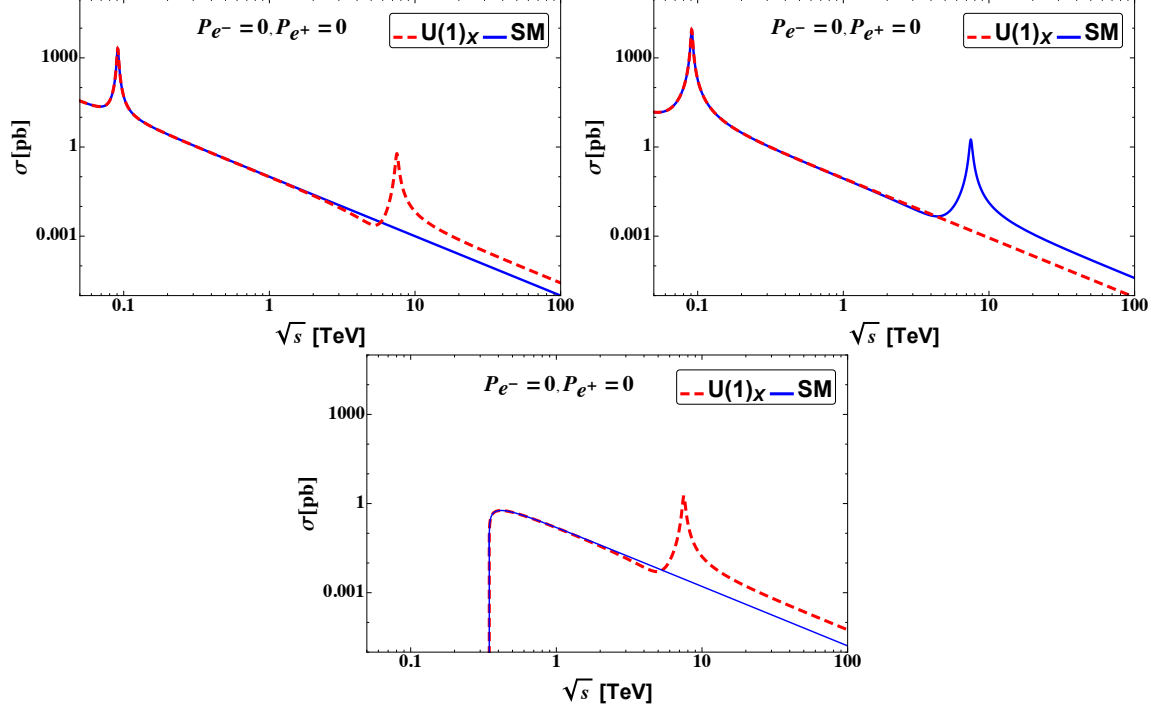 P_{e^-} = 0, P_{e^+} = 0
U(1)_X SM
1000
1
0.001
σ[pb]
0.1 1 10 100
√s [TeV]
P_{e^-} = 0, P_{e^+} = 0
U(1)_X SM
1000
1
0.001
σ[pb]
0.1 1 10 100
√s [TeV]
P_{e^-} = 0, P_{e^+} = 0
U(1)_X SM
1000
1
0.001
σ[pb]
0.1 1 10 100
√s [TeV]